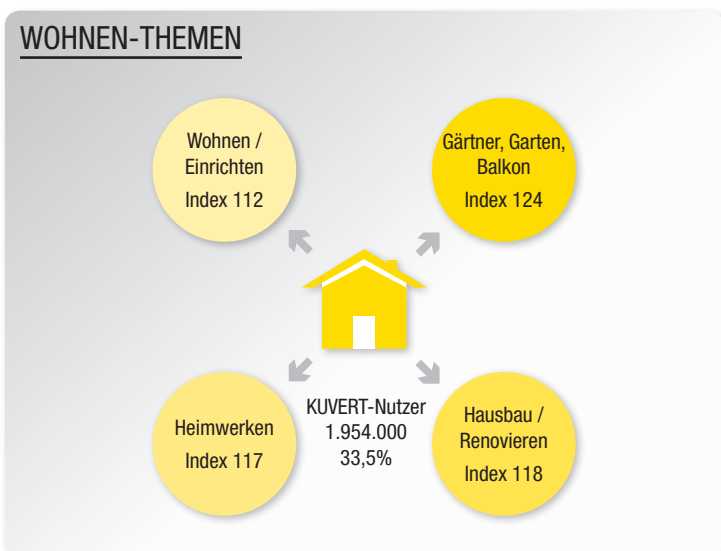 WOHNEN-THEMEN
Wohnen /
Einrichten
Index 112
Gärtner, Garten,
Balkon
Index 124
Heimwerken
Index 117
KUVERT-Nutzer
1.954.000
33,5%
Hausbau /
Renovieren
Index 118